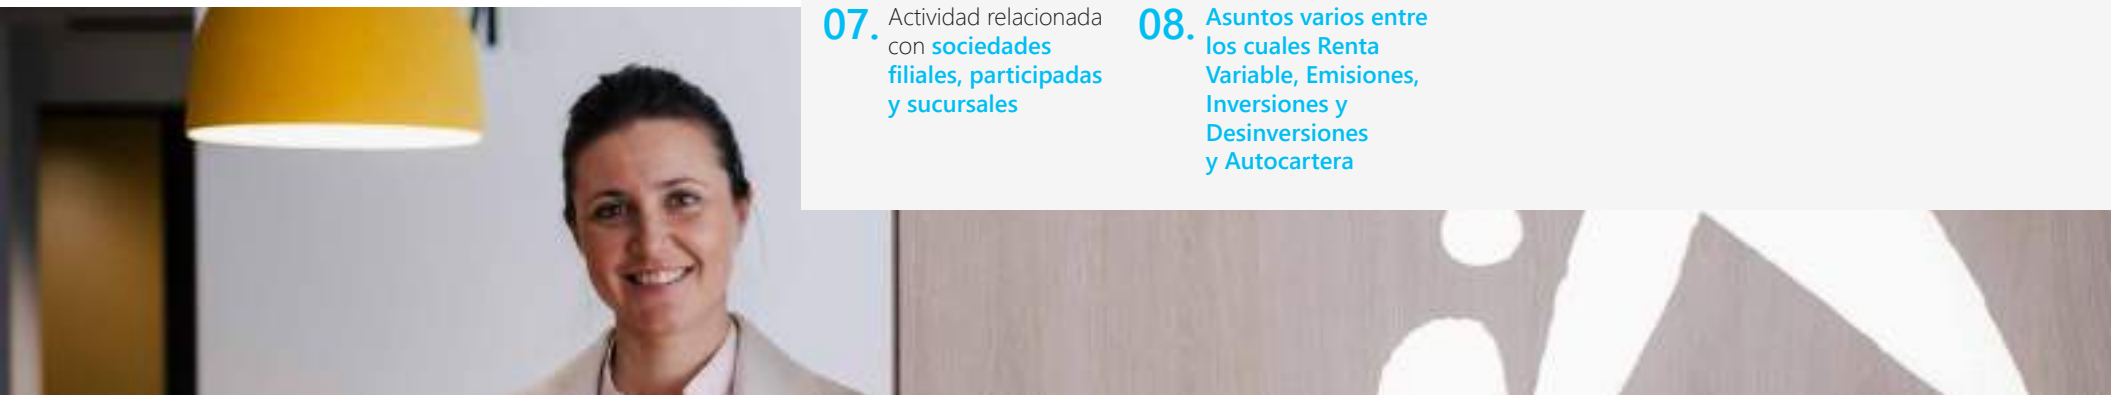 07. Actividad relacionada
con sociedades
filiales, participadas
y sucursales
08. Asuntos varios entre
los cuales Renta
Variable, Emisiones,
Inversiones y
Desinversiones
y Autocartera